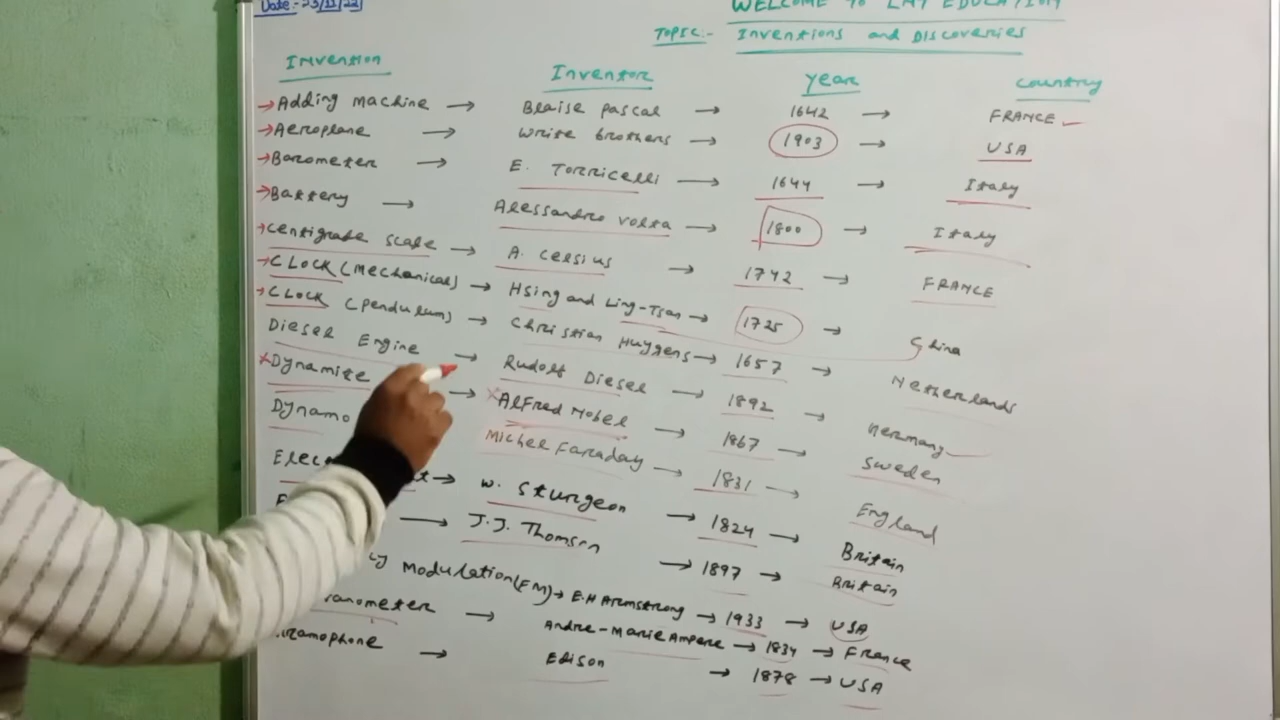 Date:- 23/11/22
WELCOME TO LMT EDUCATION
TOPIC:- Inventions and Discoveries
Invention Inventor Year Country
→ Adding Machine → Blaise Pascal → 1642 → FRANCE
→ Aeroplane → Write brothers → 1903 → USA
→ Barometer → E. Torricelli → 1644 → Italy
→ Battery → Alessandro Volta → 1800 → Italy
→ Centigrade scale → A. Celsius → 1742 → FRANCE
→ CLOCK (Mechanical) → Hsing and Ling-Tsan → 1725 → China
→ CLOCK (Pendulum) → Christian Huygens → 1657 → Netherlands
Diesel Engine → Rudolf Diesel → 1892 → Germany
Dynamite → Alfred Nobel → 1867 → Sweden
Dynamo Michel Faraday → 1831 → England
→ W. Sturgeon → 1824 → Britain
→ J.J. Thomson → 1897 → Britain
Modulation (FM) → E.H Armstrong → 1933 → USA
→ Andre-Marie Ampere → 1834 → France
→ Edison → 1878 → USA